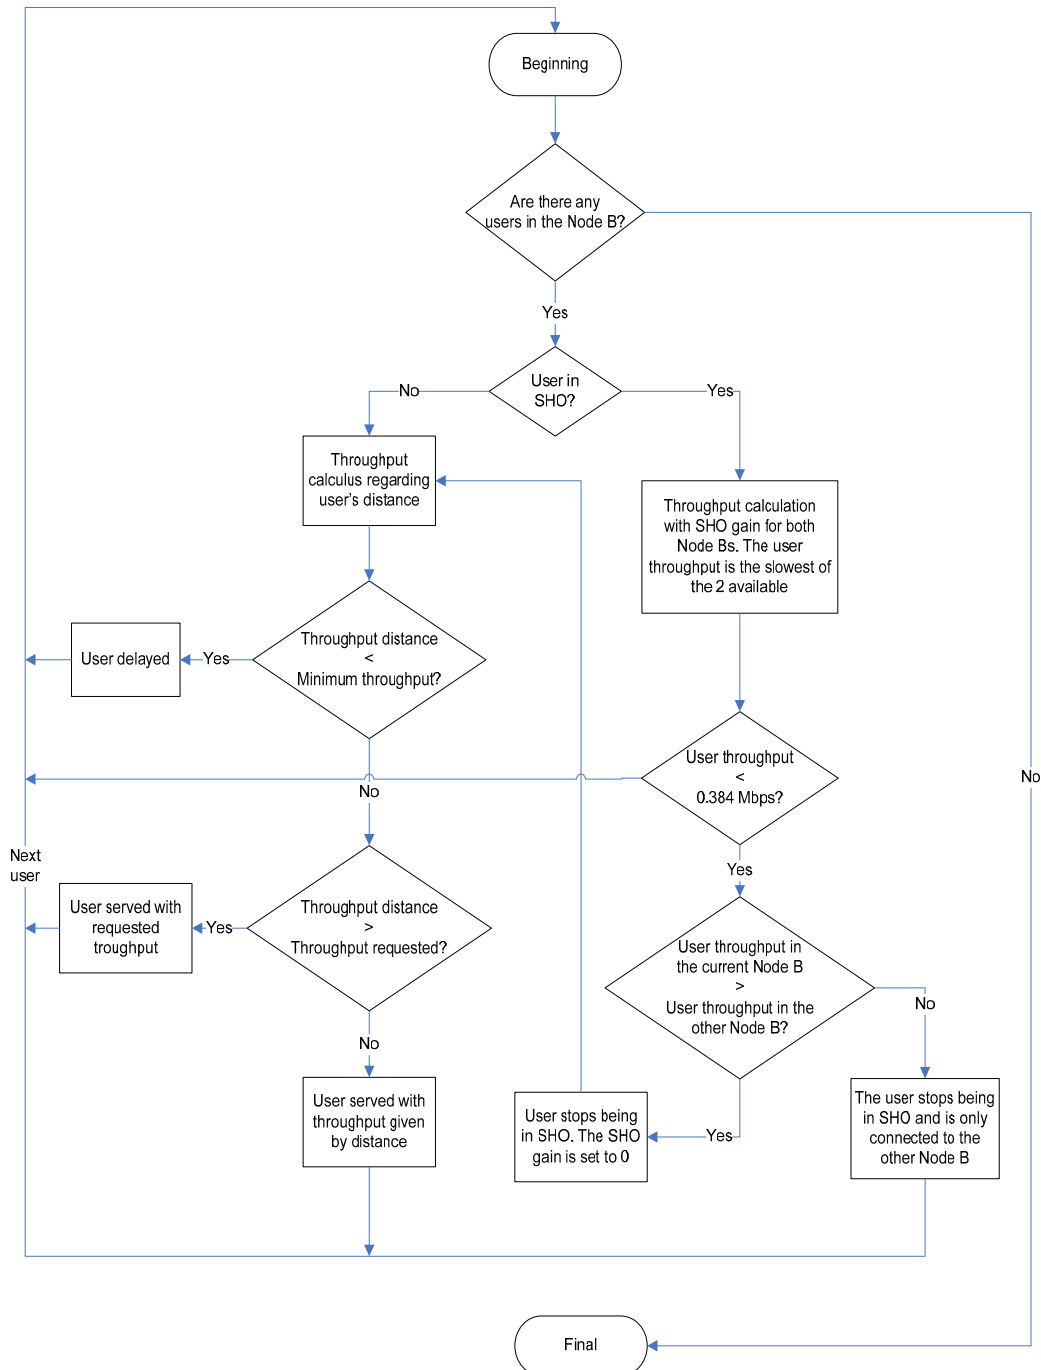 Beginning
Are there any
users in the Node B?
Yes
User in
SHO?
No
Yes
Throughput
calculus regarding
user's distance
Throughput calculation
with SHO gain for both
Node Bs. The user
throughput is the slowest of
the 2 available
Throughput distance
<
Minimum throughput?
Yes
User delayed
User throughput
<
0.384 Mbps?
No
No
Yes
Next
user
Throughput distance
>
Throughput requested?
Yes
User served with
requested
troughput
User throughput in
the current Node B
>
User throughput in the
other Node B?
No
No
User served with
throughput given
by distance
User stops being
in SHO. The SHO
gain is set to 0
Yes
The user stops being
in SHO and is only
connected to the
other Node B
Final